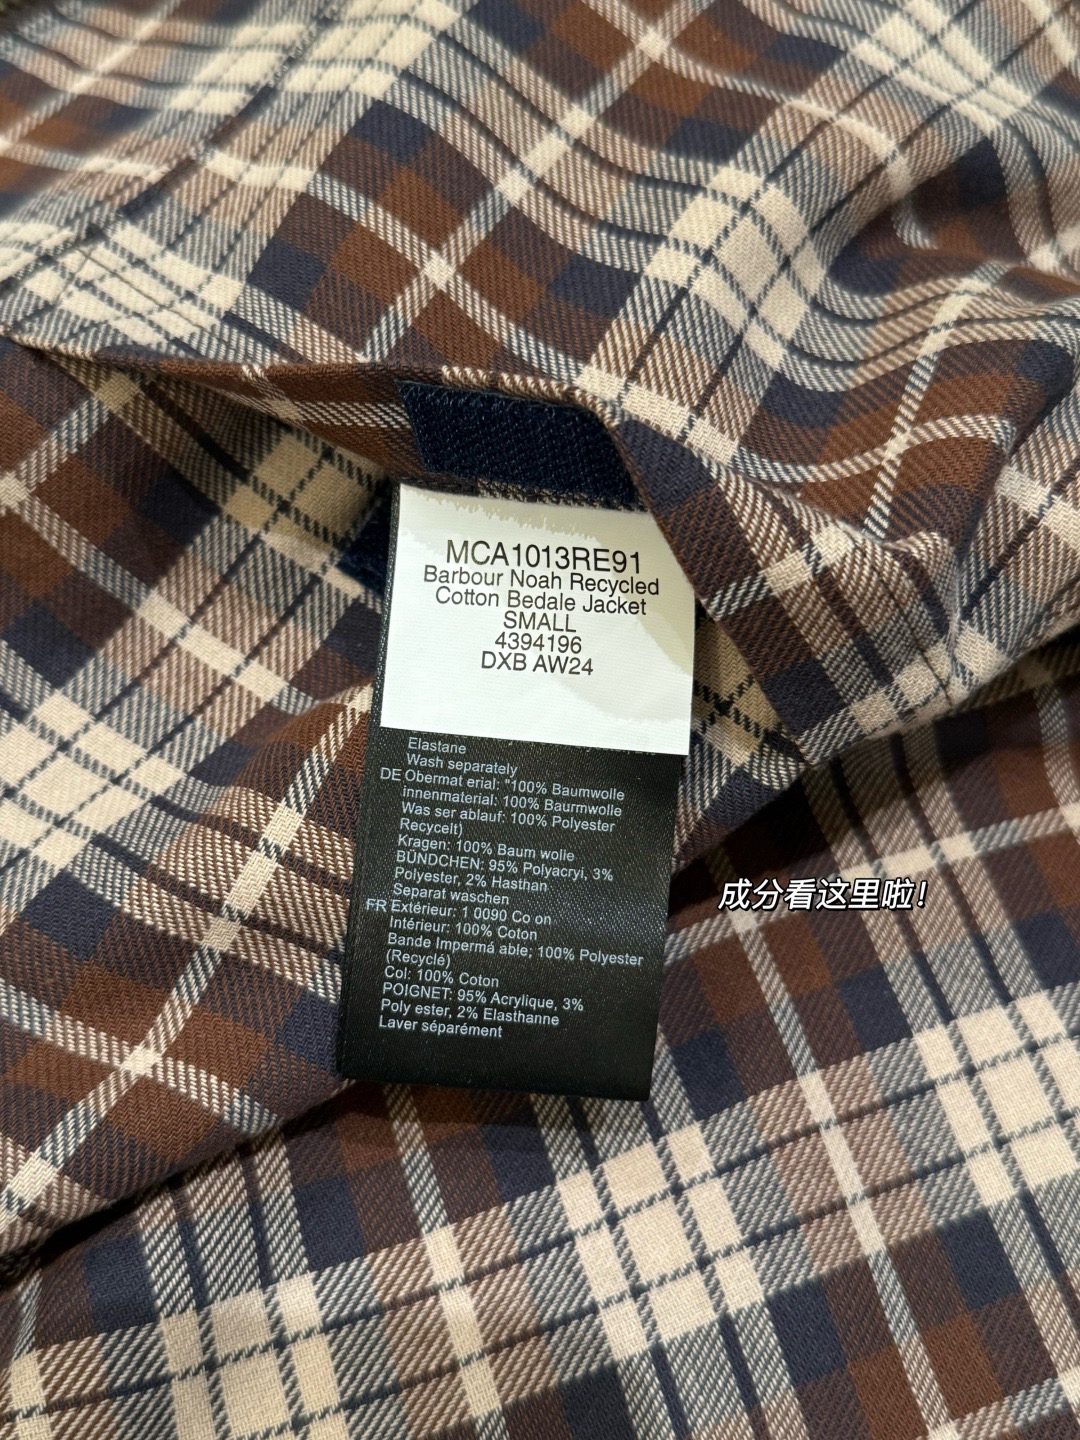 MCA1013RE91
Barbour Noah Recycled
Cotton Bedale Jacket
SMALL
4394196
DXB AW24
Elastane
Wash separately
DE Obermat erial: "100% Baumwolle
innenmaterial: 100% Baurmwolle
Was ser ablauf: 100% Polyester
Recycelt)
Kragen: 100% Baum wolle
BÜNDCHEN: 95% Polyacryi, 3%
Polyester, 2% Hasthan
Separat waschen
FR Extérieur: 1 0090 Co on
Intérieur: 100% Coton
Bande Impermá able; 100% Polyester
(Recyclé)
Col: 100% Coton
POIGNET: 95% Acrylique, 3%
Poly ester, 2% Elasthanne
Laver séparément
成分看这里啦！